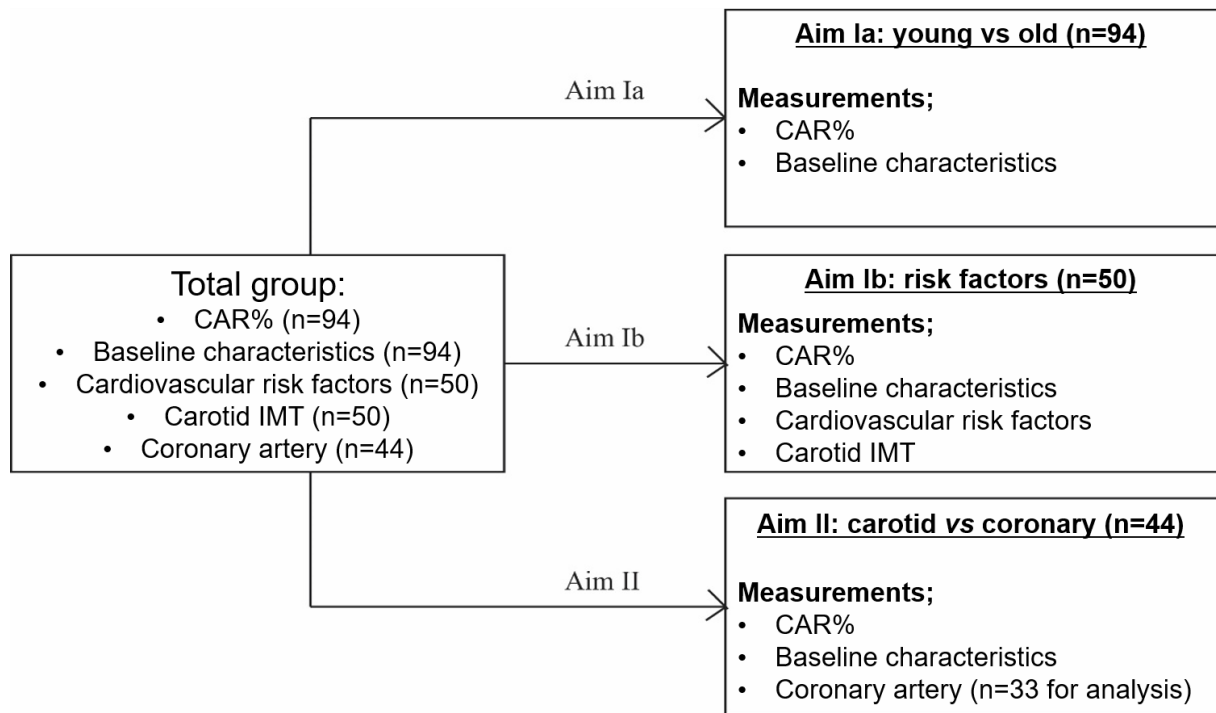 Total group:
• CAR% (n=94)
• Baseline characteristics (n=94)
• Cardiovascular risk factors (n=50)
• Carotid IMT (n=50)
• Coronary artery (n=44)
Aim Ia
Aim Ia: young vs old (n=94)
Measurements;
• CAR%
• Baseline characteristics
Aim Ib
Aim Ib: risk factors (n=50)
Measurements;
• CAR%
• Baseline characteristics
• Cardiovascular risk factors
• Carotid IMT
Aim II
Aim II: carotid vs coronary (n=44)
Measurements;
• CAR%
• Baseline characteristics
• Coronary artery (n=33 for analysis)